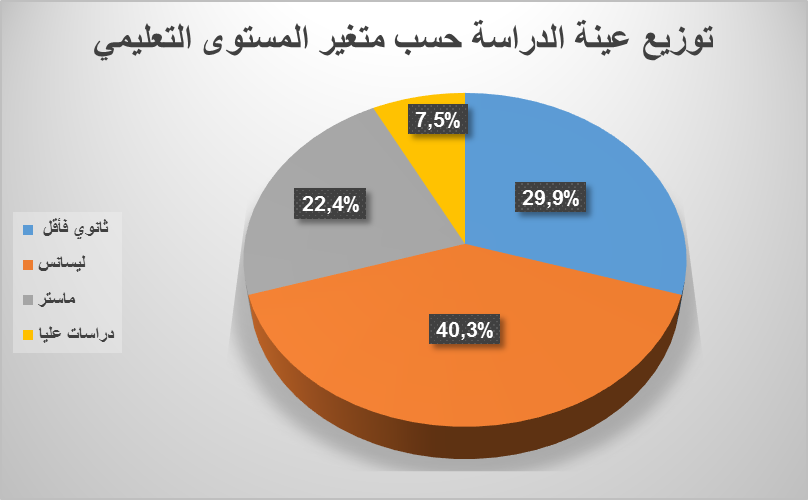 توزيع عينة الدراسة حسب متغير المستوى التعليمي
7,5%
29,9%
22,4%
40,3%
ثانوي فأقل
ليسانس
ماستر
دراسات عليا